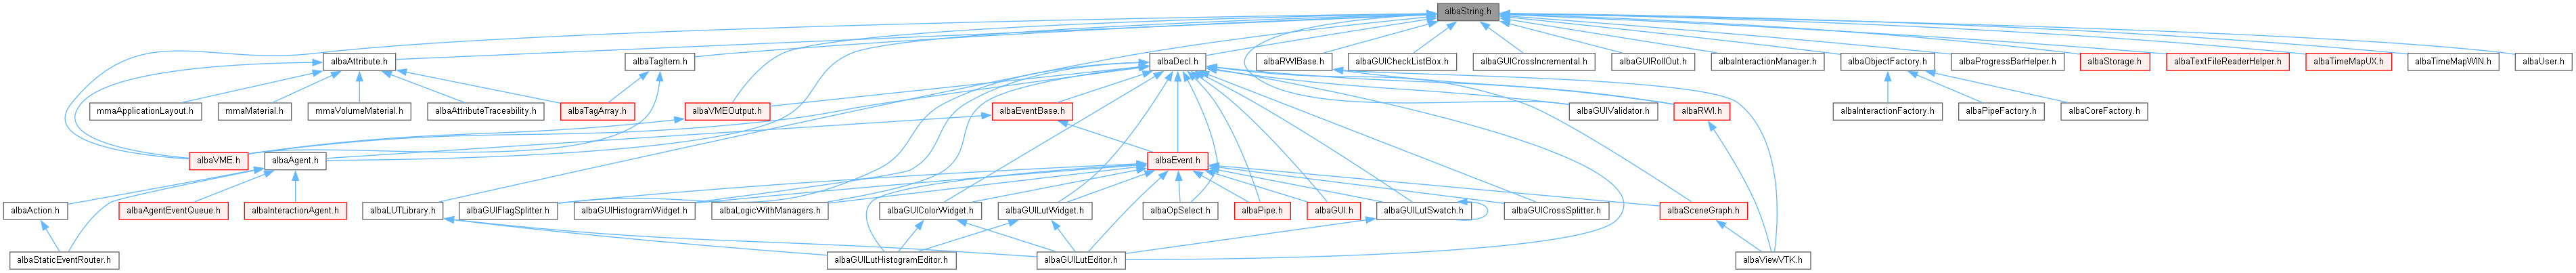 albaString.h
albaAttribute.h
albaTagItem.h
albaDecl.h
albaRWIBase.h
albaGUICheckListBox.h
albaGUICrossIncremental.h
albaGUIRollOut.h
albaInteractionManager.h
albaObjectFactory.h
albaProgressBarHelper.h
albaStorage.h
albaTextFileReaderHelper.h
albaTimeMapUX.h
albaTimeMapWIN.h
albaUser.h
mmaApplicationLayout.h
mmaMaterial.h
mmaVolumeMaterial.h
albaAttributeTraceability.h
albaTagArray.h
albaVMEOutput.h
albaEventBase.h
albaGUIValidator.h
albaRWI.h
albaInteractionFactory.h
albaPipeFactory.h
albaCoreFactory.h
albaVME.h
albaAgent.h
albaEvent.h
albaAction.h
albaAgentEventQueue.h
albaInteractionAgent.h
albaLUTLibrary.h
albaGUIFlagSplitter.h
albaGUIHistogramWidget.h
albaLogicWithManagers.h
albaGUIColorWidget.h
albaGUILutWidget.h
albaOpSelect.h
albaPipe.h
albaGUI.h
albaGUILutSwatch.h
albaGUICrossSplitter.h
albaSceneGraph.h
albaStaticEventRouter.h
albaGUILutHistogramEditor.h
albaGUILutEditor.h
albaViewVTK.h